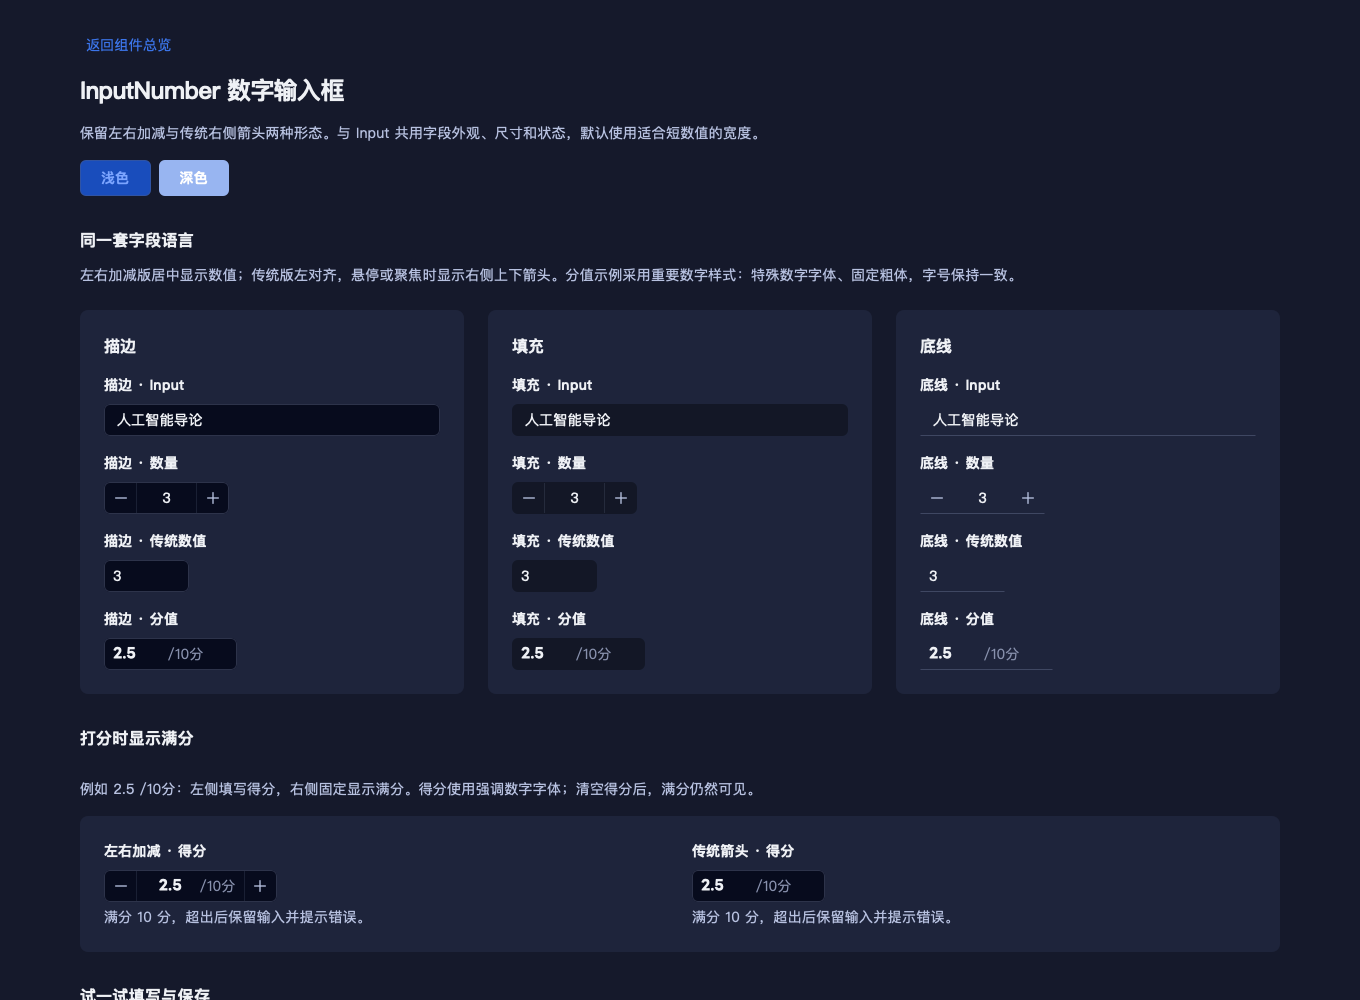 返回组件总览
InputNumber 数字输入框
保留左右加减与传统右侧箭头两种形态。与 Input 共用字段外观、尺寸和状态，默认使用适合短数值的宽度。
浅色
深色
同一套字段语言
左右加减版居中显示数值；传统版左对齐，悬停或聚焦时显示右侧上下箭头。分值示例采用重要数字样式：特殊数字字体、固定粗体，字号保持一致。
描边
描边 · Input
人工智能导论
描边 · 数量
3
描边 · 传统数值
3
描边 · 分值
2.5 /10分
填充
填充 · Input
人工智能导论
填充 · 数量
3
填充 · 传统数值
3
填充 · 分值
2.5 /10分
底线
底线 · Input
人工智能导论
底线 · 数量
3
底线 · 传统数值
3
底线 · 分值
2.5 /10分
打分时显示满分
例如 2.5 /10分：左侧填写得分，右侧固定显示满分。得分使用强调数字字体；清空得分后，满分仍然可见。
左右加减 · 得分
2.5 /10分
满分 10 分，超出后保留输入并提示错误。
传统箭头 · 得分
2.5 /10分
满分 10 分，超出后保留输入并提示错误。
试一试填写与保存